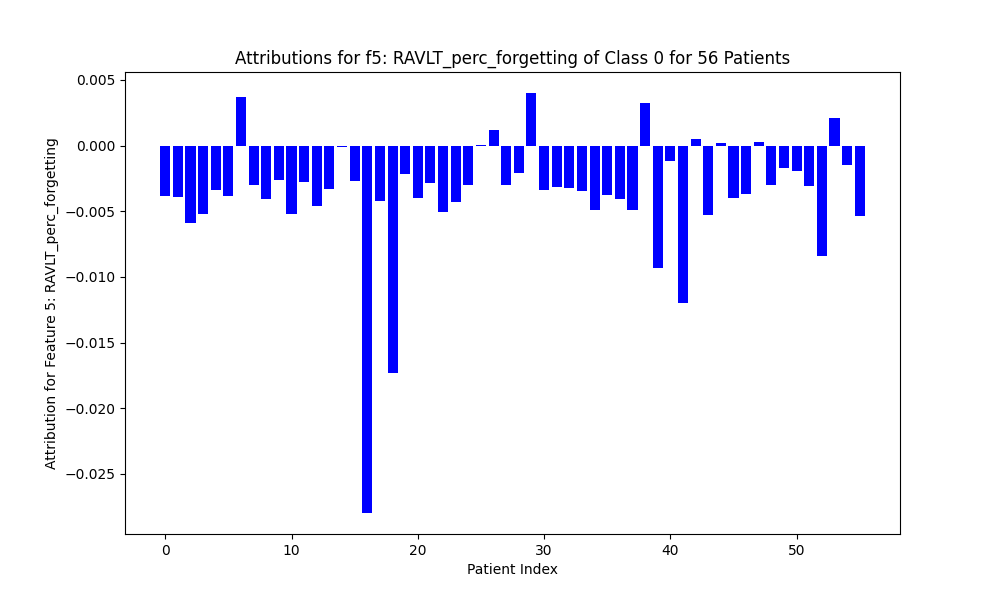 Attributions for f5: RAVLT_perc_forgetting of Class 0 for 56 Patients
Attribution for Feature 5: RAVLT_perc_forgetting
0.005
0.000
−0.005
−0.010
−0.015
−0.020
−0.025
0 10 20 30 40 50
Patient Index